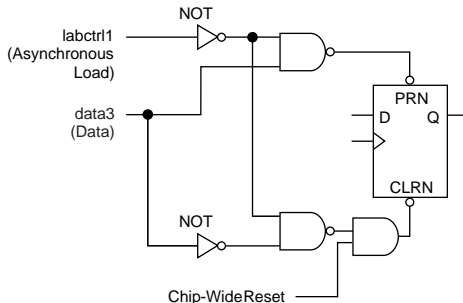 NOT
labctrl1
(Asynchronous
Load)
PRN
data3
(Data)
D
Q
CLRN
NOT
Chip-WideReset